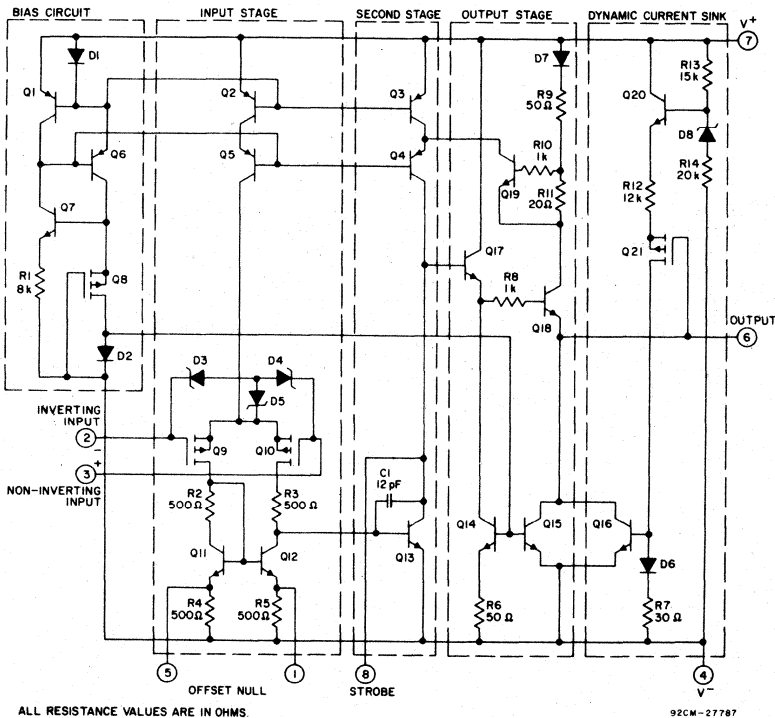 BIAS CIRCUIT
INPUT STAGE
SECOND STAGE
OUTPUT STAGE
DYNAMIC CURRENT SINK
V+
7
D1
D7
R13
15k
Q1
Q2
Q3
R9
50Ω
Q20
D8
Q6
Q5
Q4
R10
1k
Q19
R14
20k
R11
20Ω
R12
12k
Q7
Q17
Q21
R1
8k
Q8
R8
1k
Q18
OUTPUT
6
D2
D3
D4
D5
INVERTING
INPUT
2
-
Q9
Q10
+
3
NON-INVERTING
INPUT
R2
500Ω
R3
500Ω
C1
12pF
Q11
Q12
Q13
Q14
Q15
Q16
D6
R4
500Ω
R5
500Ω
R6
50Ω
R7
30Ω
5
1
8
4
OFFSET NULL
STROBE
V-
ALL RESISTANCE VALUES ARE IN OHMS.
92CM-27787